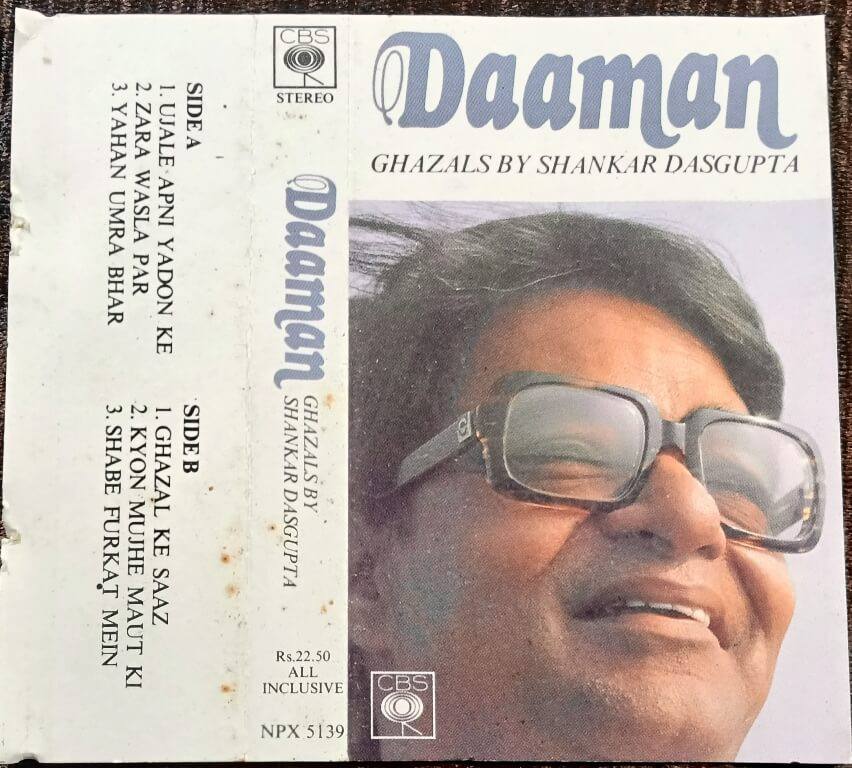 SIDE A
1. UJALE APNI YADON KE
2. ZARA WASLA PAR
3. YAHAN UMRA BHAR
SIDE B
1. GHAZAL KE SAAZ
2. KYON MUJHE MAUT KI
3. SHABE FURKAT MEIN
CBS
STEREO
Daaman
GHAZALS BY
SHANKAR DASGUPTA
Rs.22.50
ALL
INCLUSIVE
NPX 5139
Daaman
GHAZALS BY SHANKAR DASGUPTA
CBS